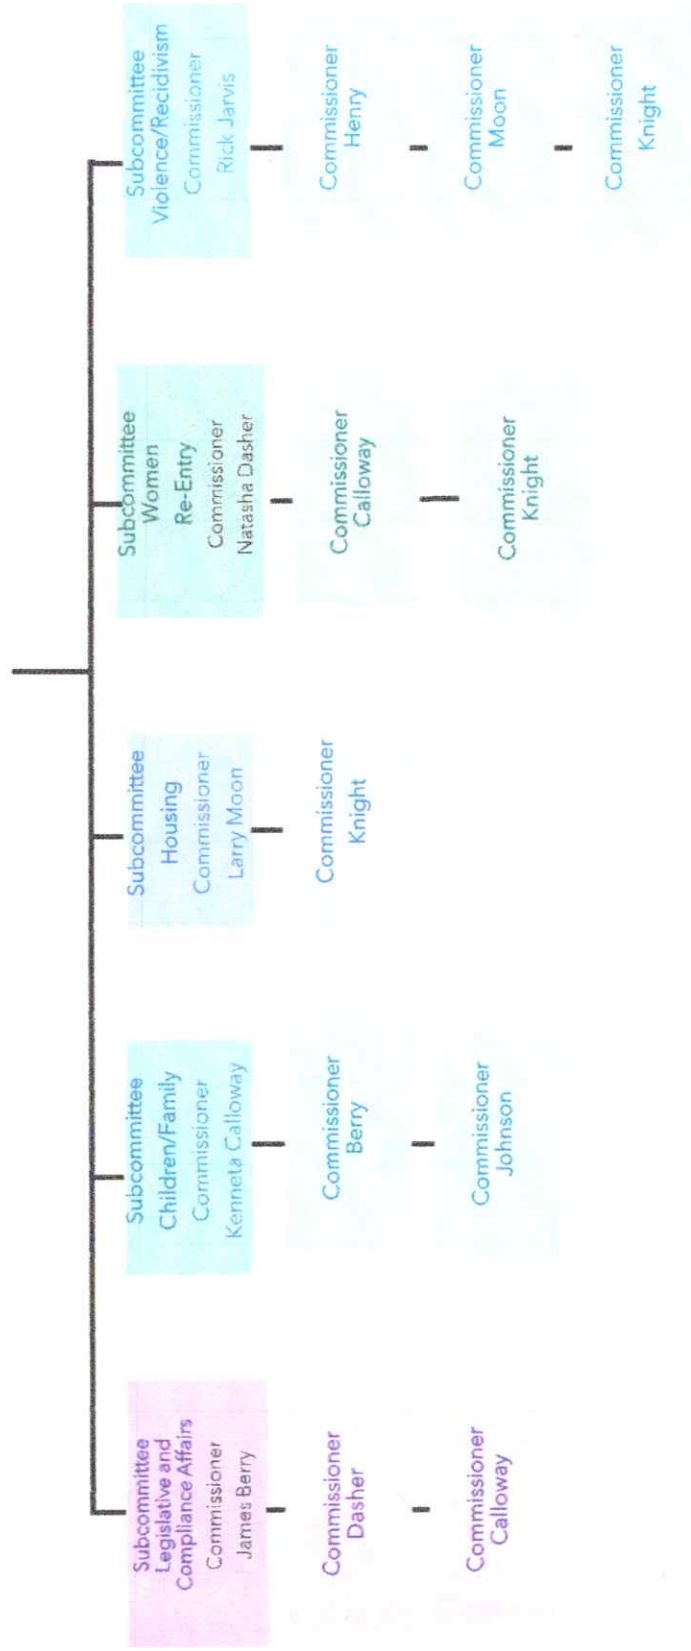 Subcommittee
Legislative and
Compliance Affairs
Commissioner
James Berry
Commissioner
Dasher
Commissioner
Calloway
Subcommittee
Children/Family
Commissioner
Kenneta Calloway
Commissioner
Berry
Commissioner
Johnson
Subcommittee
Housing
Commissioner
Larry Moon
Commissioner
Knight
Subcommittee
Women
Re-Entry
Commissioner
Natasha Dasher
Commissioner
Calloway
Commissioner
Knight
Subcommittee
Violence/Recidivism
Commissioner
Rick Jarvis
Commissioner
Henry
Commissioner
Moon
Commissioner
Knight